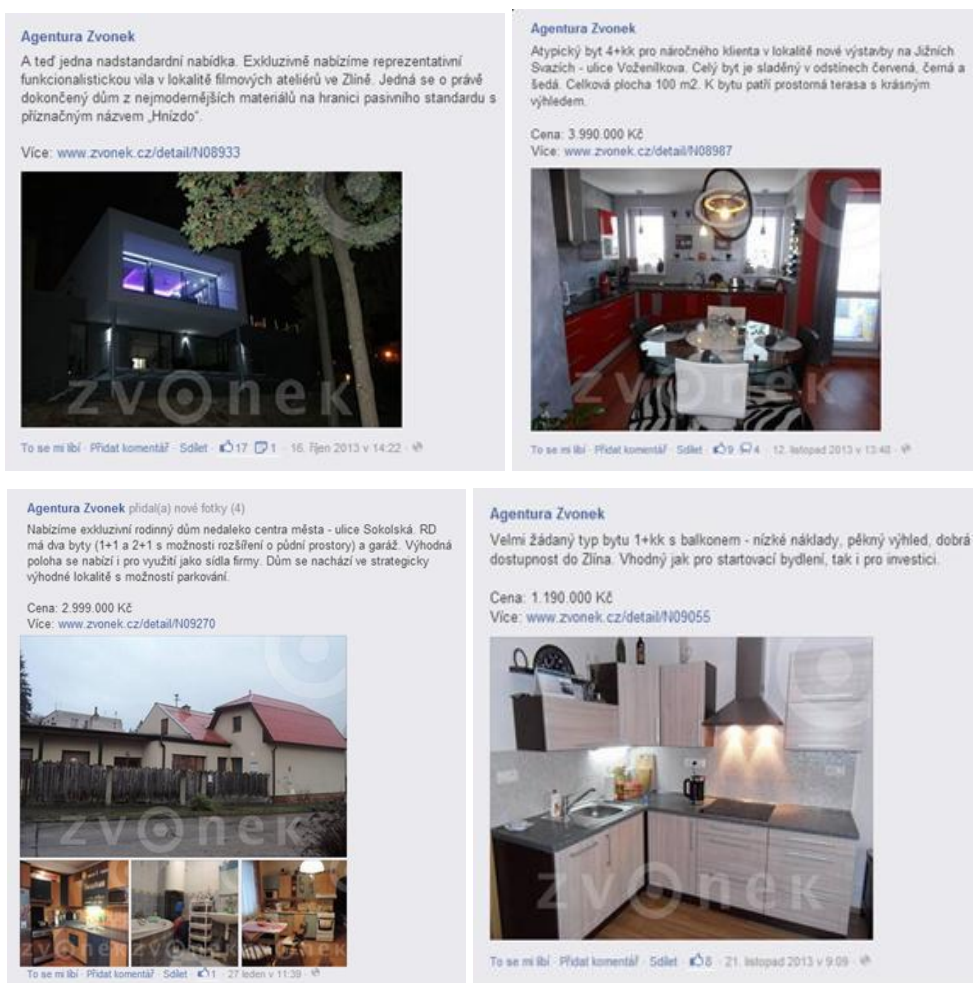 Agentura Zvonek
A teď jedna nadstandardní nabídka. Exkluzivně nabízíme reprezentativní
funkcionalistickou vila v lokalitě filmových ateliérů ve Zlíně. Jedná se o právě
dokončený dům z nejmodernějších materiálů na hranici pasivního standardu s
příznačným názvem „Hnízdo“.
Více: www.zvonek.cz/detail/N08933
zvonek
To se mi líbí · Přidat komentář · Sdílet · 17 1 · 16. říjen 2013 v 14:22 ·
Agentura Zvonek
Atypický byt 4+kk pro náročného klienta v lokalitě nové výstavby na Jižních
Svazích - ulice Voženílkova. Celý byt je sladěný v odstínech červená, černá a
šedá. Celková plocha 100 m2. K bytu patří prostorná terasa s krásným
výhledem.
Cena: 3.990.000 Kč
Více: www.zvonek.cz/detail/N08987
zvonek
To se mi líbí · Přidat komentář · Sdílet · 9 4 · 12. listopad 2013 v 13:48 ·
Agentura Zvonek přidal(a) nové fotky (4)
Nabízíme exkluzivní rodinný dům nedaleko centra města - ulice Sokolská. RD
má dva byty (1+1 a 2+1 s možnosti rozšíření o půdní prostory) a garáž. Výhodná
poloha se nabízí i pro využití jako sídla firmy. Dům se nachází ve strategicky
výhodné lokalitě s možností parkování.
Cena: 2.999.000 Kč
Více: www.zvonek.cz/detail/N09270
zvonek
zvonek zvonek zvonek
To se mi líbí · Přidat komentář · Sdílet · 1 · 27 leden v 11:39 ·
Agentura Zvonek
Velmi žádaný typ bytu 1+kk s balkonem - nízké náklady, pěkný výhled, dobrá
dostupnost do Zlína. Vhodný jak pro startovací bydlení, tak i pro investici.
Cena: 1.190.000 Kč
Více: www.zvonek.cz/detail/N09055
zvonek
To se mi líbí · Přidat komentář · Sdílet · 8 · 21. listopad 2013 v 9:09 ·